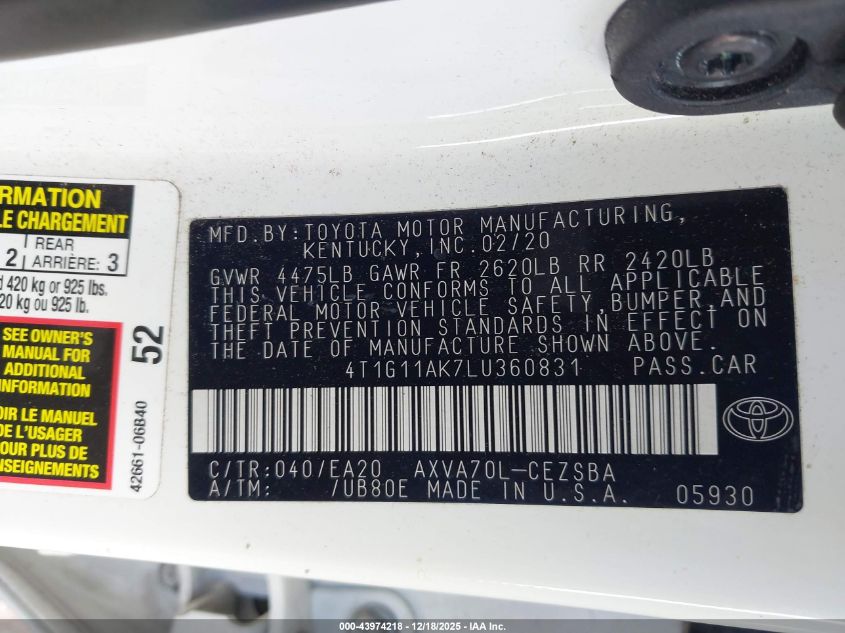 RMATION
LE CHARGEMENT
2 REAR
ARRIÈRE: 3
d 420 kg or 925 lbs.
20 kg ou 925 lb.
SEE OWNER'S
MANUAL FOR
ADDITIONAL
INFORMATION
OIR LE MANUEL
DE L'USAGER
POUR PLUS DE
NSEIGNEMENTS
52
42661-06B40
MFD.BY:TOYOTA MOTOR MANUFACTURING,
KENTUCKY,INC.02/20
GVWR 4475LB GAWR FR 2620LB RR 2420LB
THIS VEHICLE CONFORMS TO ALL APPLICABLE
FEDERAL MOTOR VEHICLE SAFETY,BUMPER,AND
THEFT PREVENTION STANDARDS IN EFFECT ON
THE DATE OF MANUFACTURE SHOWN ABOVE.
4T1G11AK7LU360831 PASS.CAR
C/TR:040/EA20 AXVA70L-CEZSBA
A/TM: /UB80E MADE IN U.S.A. 05930
000-43974218 - 12/18/2025 - IAA Inc.